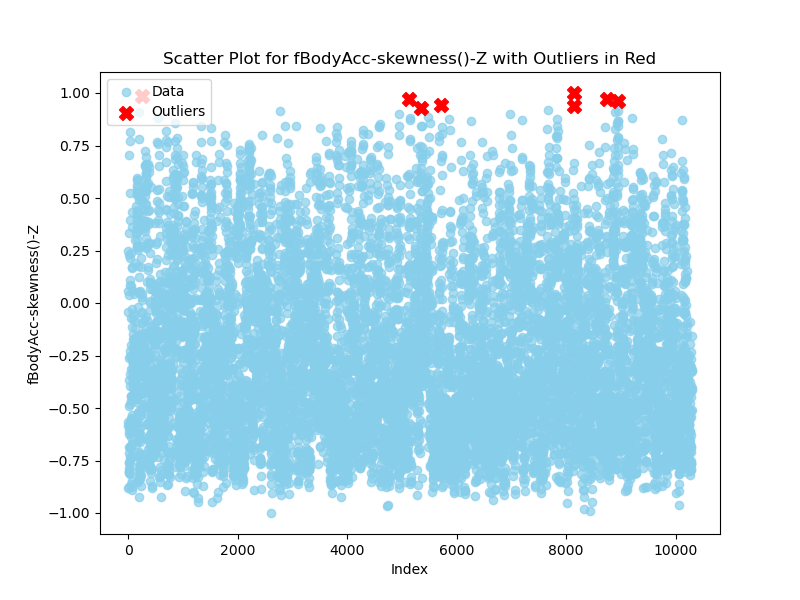 Scatter Plot for fBodyAcc-skewness()-Z with Outliers in Red
Data
Outliers
1.00
0.75
0.50
0.25
0.00
−0.25
−0.50
−0.75
−1.00
fBodyAcc-skewness()-Z
0 2000 4000 6000 8000 10000
Index